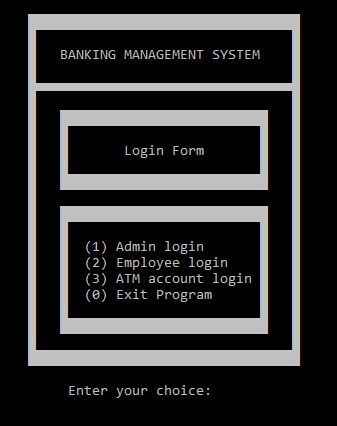 BANKING MANAGEMENT SYSTEM
Login Form
(1) Admin login
(2) Employee login
(3) ATM account login
(0) Exit Program
Enter your choice: